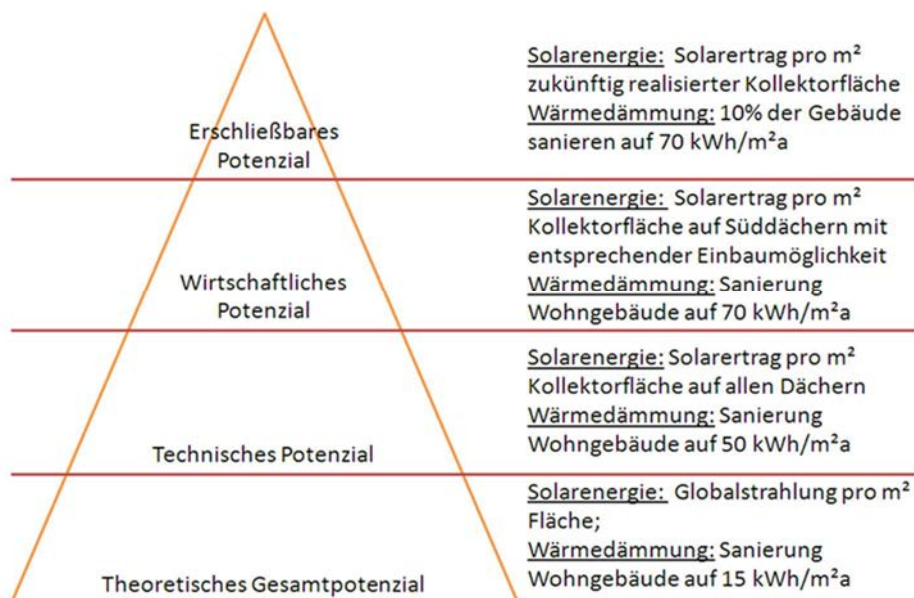 Solarenergie: Solarertrag pro m²
zukünftig realisierter Kollektorfläche
Wärmedämmung: 10% der Gebäude
sanieren auf 70 kWh/m²a
Erschließbares
Potenzial
Solarenergie: Solarertrag pro m²
Kollektorfläche auf Süddächern mit
entsprechender Einbaumöglichkeit
Wärmedämmung: Sanierung
Wohngebäude auf 70 kWh/m²a
Wirtschaftliches
Potenzial
Solarenergie: Solarertrag pro m²
Kollektorfläche auf allen Dächern
Wärmedämmung: Sanierung
Wohngebäude auf 50 kWh/m²a
Technisches Potenzial
Solarenergie: Globalstrahlung pro m²
Fläche;
Wärmedämmung: Sanierung
Wohngebäude auf 15 kWh/m²a
Theoretisches Gesamtpotenzial